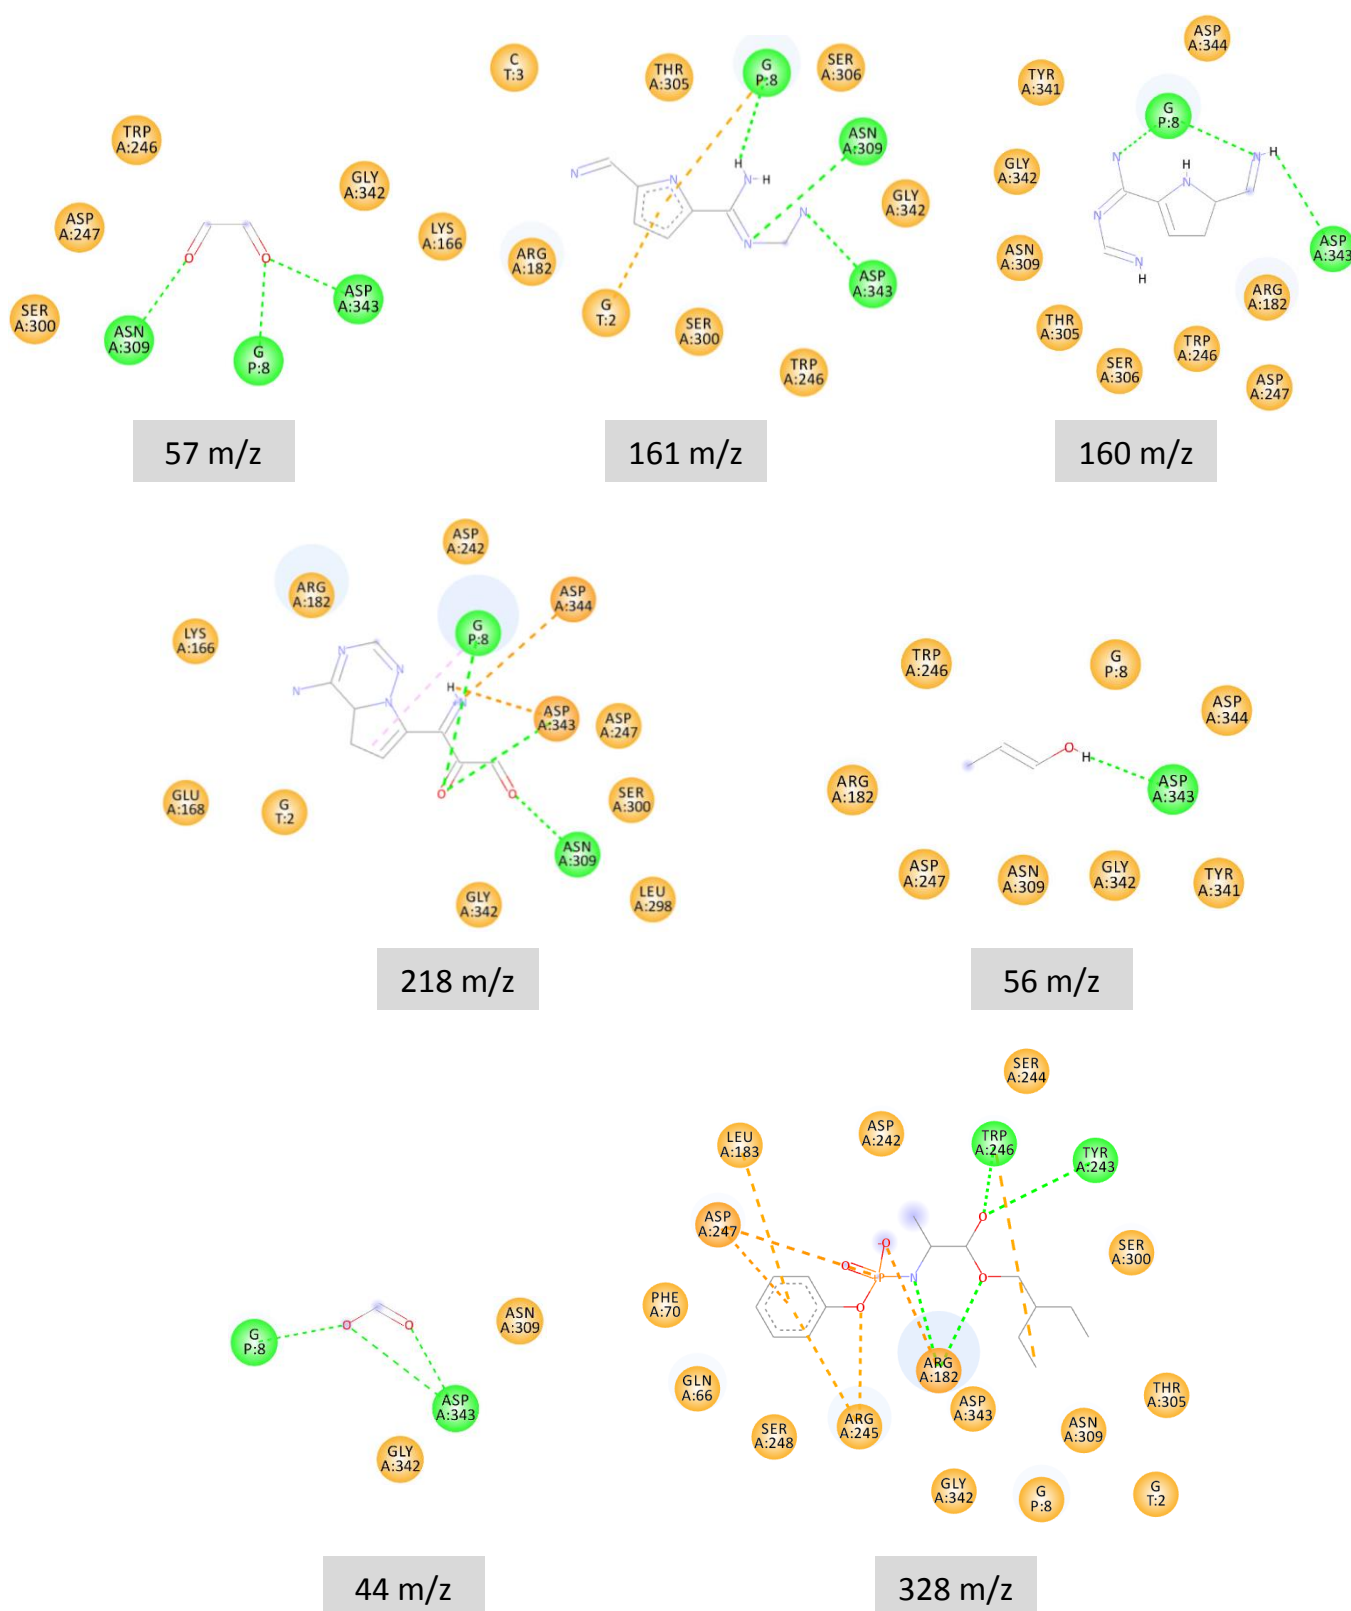 TRP
A:246
ASP
A:247
GLY
A:342
SER
A:300
ASN
A:309
G
P:8
ASP
A:343
O
O
57 m/z
C
T:3
THR
A:305
G
P:8
SER
A:306
ASN
A:309
GLY
A:342
LYS
A:166
ARG
A:182
ASP
A:343
G
T:2
SER
A:300
TRP
A:246
N
N
H
N H
N
N
161 m/z
ASP
A:344
TYR
A:341
G
P:8
GLY
A:342
ASN
A:309
ASP
A:343
ARG
A:182
THR
A:305
SER
A:306
TRP
A:246
ASP
A:247
N
H
N
N H
N
N
H
160 m/z
ASP
A:242
ARG
A:182
ASP
A:344
G
P:8
LYS
A:166
ASP
A:343
ASP
A:247
GLU
A:168
G
T:2
SER
A:300
ASN
A:309
GLY
A:342
LEU
A:298
N
N
N
N
H
N
O
O
218 m/z
TRP
A:246
G
P:8
ASP
A:344
ARG
A:182
ASP
A:343
ASP
A:247
ASN
A:309
GLY
A:342
TYR
A:341
O
H
56 m/z
G
P:8
ASN
A:309
ASP
A:343
GLY
A:342
O
O
44 m/z
SER
A:244
LEU
A:183
ASP
A:242
TRP
A:246
TYR
A:243
ASP
A:247
SER
A:300
PHE
A:70
GLN
A:66
ARG
A:182
THR
A:305
SER
A:248
ARG
A:245
ASP
A:343
ASN
A:309
GLY
A:342
G
P:8
G
T:2
O
O
O
P
N
O
O
328 m/z